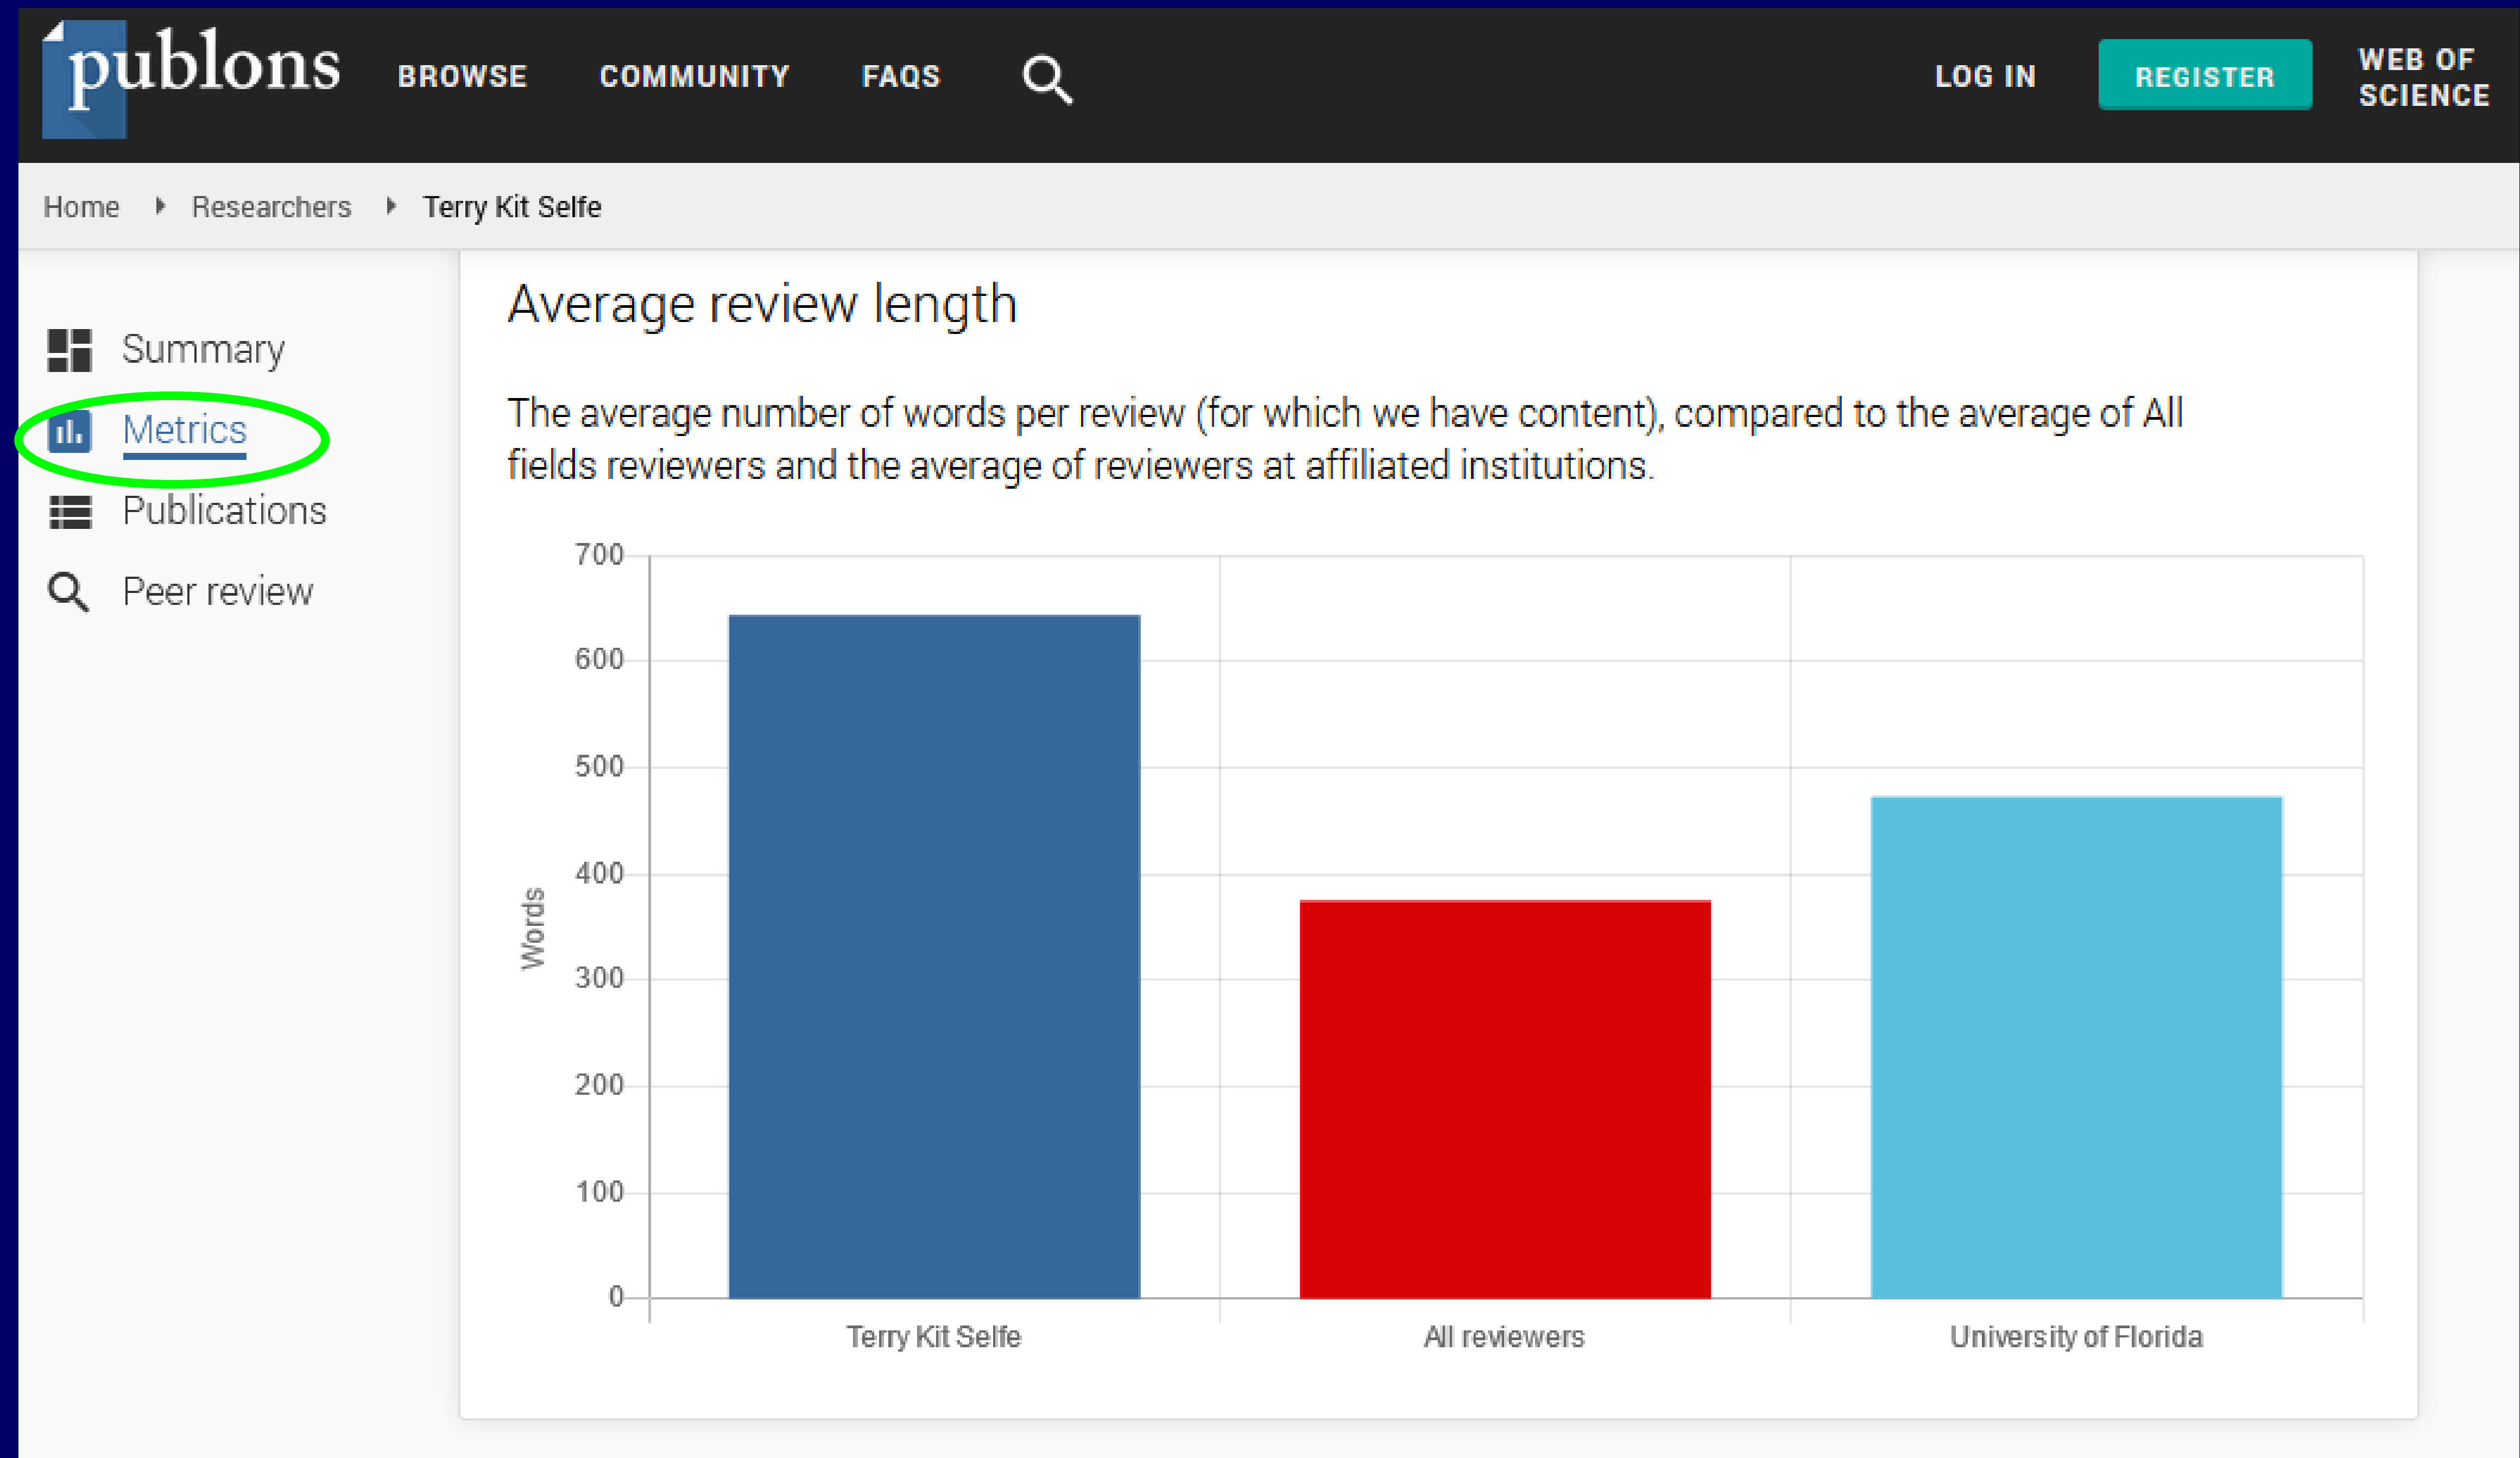 publons
BROWSE
COMMUNITY
FAQS
LOG IN
REGISTER
WEB OF
SCIENCE
Home
Researchers
Terry Kit Selfe
Summary
Metrics
Publications
Peer review
Average review length
The average number of words per review (for which we have content), compared to the average of All
fields reviewers and the average of reviewers at affiliated institutions.
700
600
500
400
300
200
100
0
Words
Terry Kit Selfe
All reviewers
University of Florida